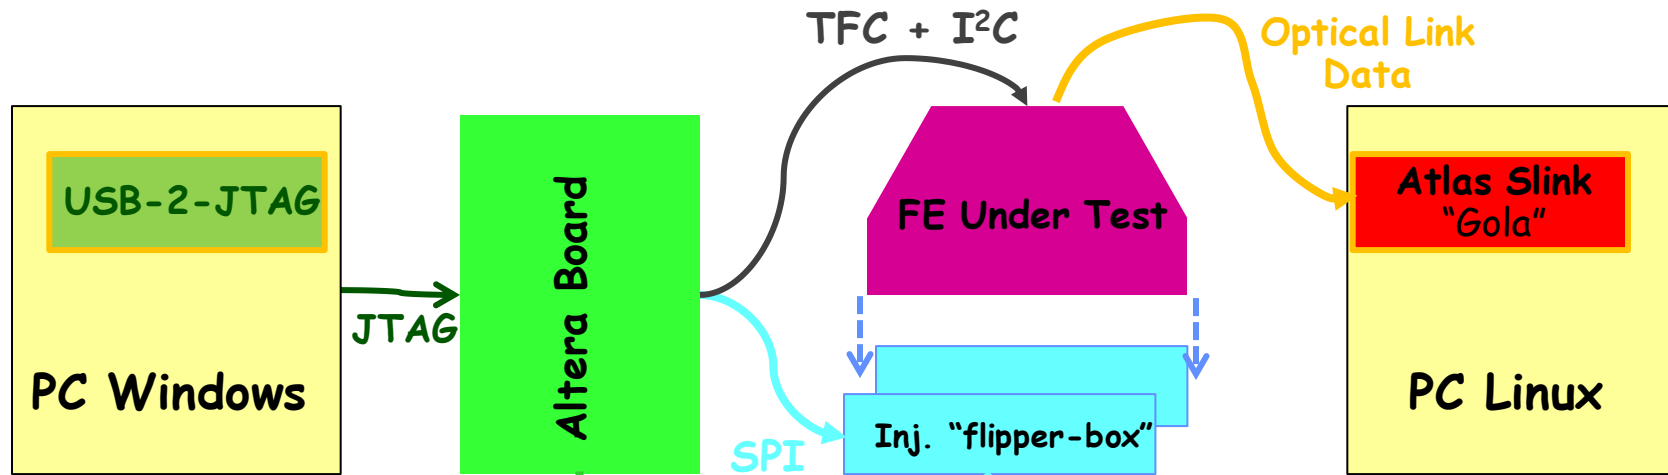 TFC + I²C
Optical Link
Data
USB-2-JTAG
Altera Board
FE Under Test
Atlas Slink
“Gola”
JTAG
PC Windows
PC Linux
Inj. “flipper-box”
SPI